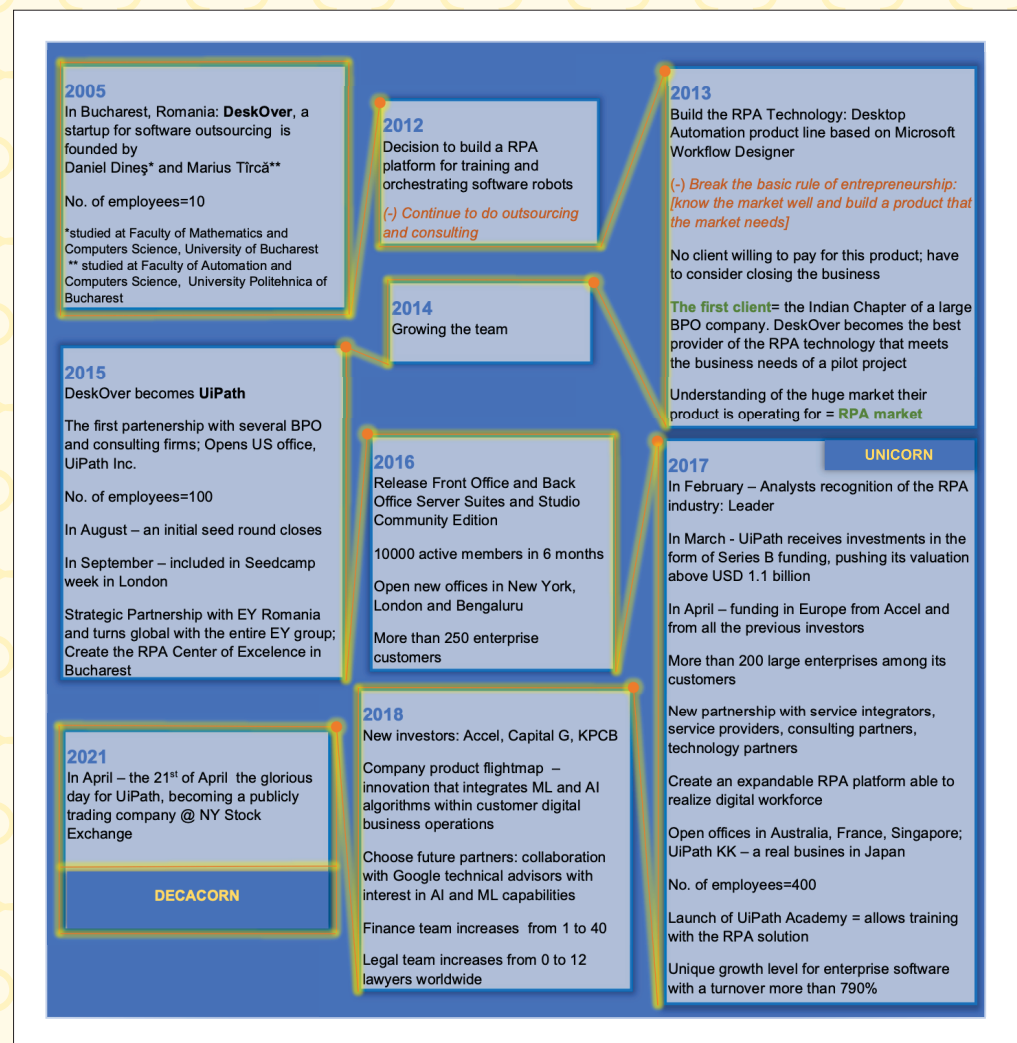 2005
In Bucharest, Romania: DeskOver, a
startup for software outsourcing is
founded by
Daniel Dineş* and Marius Tîrcă**
No. of employees=10
*studied at Faculty of Mathematics and
Computers Science, University of Bucharest
** studied at Faculty of Automation and
Computers Science, University Politehnica of
Bucharest
2012
Decision to build a RPA
platform for training and
orchestrating software robots
(-) Continue to do outsourcing
and consulting
2013
Build the RPA Technology: Desktop
Automation product line based on Microsoft
Workflow Designer
(-) Break the basic rule of entrepreneurship:
[know the market well and build a product that
the market needs]
No client willing to pay for this product; have
to consider closing the business
The first client= the Indian Chapter of a large
BPO company. DeskOver becomes the best
provider of the RPA technology that meets
the business needs of a pilot project
Understanding of the huge market their
product is operating for = RPA market
2014
Growing the team
2015
DeskOver becomes UiPath
The first partenership with several BPO
and consulting firms; Opens US office,
UiPath Inc.
No. of employees=100
In August – an initial seed round closes
In September – included in Seedcamp
week in London
Strategic Partnership with EY Romania
and turns global with the entire EY group;
Create the RPA Center of Excelence in
Bucharest
2016
Release Front Office and Back
Office Server Suites and Studio
Community Edition
10000 active members in 6 months
Open new offices in New York,
London and Bengaluru
More than 250 enterprise
customers
UNICORN
2017
In February – Analysts recognition of the RPA
industry: Leader
In March - UiPath receives investments in the
form of Series B funding, pushing its valuation
above USD 1.1 billion
In April – funding in Europe from Accel and
from all the previous investors
More than 200 large enterprises among its
customers
New partnership with service integrators,
service providers, consulting partners,
technology partners
Create an expandable RPA platform able to
realize digital workforce
Open offices in Australia, France, Singapore;
UiPath KK – a real busines in Japan
No. of employees=400
Launch of UiPath Academy = allows training
with the RPA solution
Unique growth level for enterprise software
with a turnover more than 790%
2018
New investors: Accel, Capital G, KPCB
Company product flightmap –
innovation that integrates ML and AI
algorithms within customer digital
business operations
Choose future partners: collaboration
with Google technical advisors with
interest in AI and ML capabilities
Finance team increases from 1 to 40
Legal team increases from 0 to 12
lawyers worldwide
2021
In April – the 21st of April the glorious
day for UiPath, becoming a publicly
trading company @ NY Stock
Exchange
DECACORN